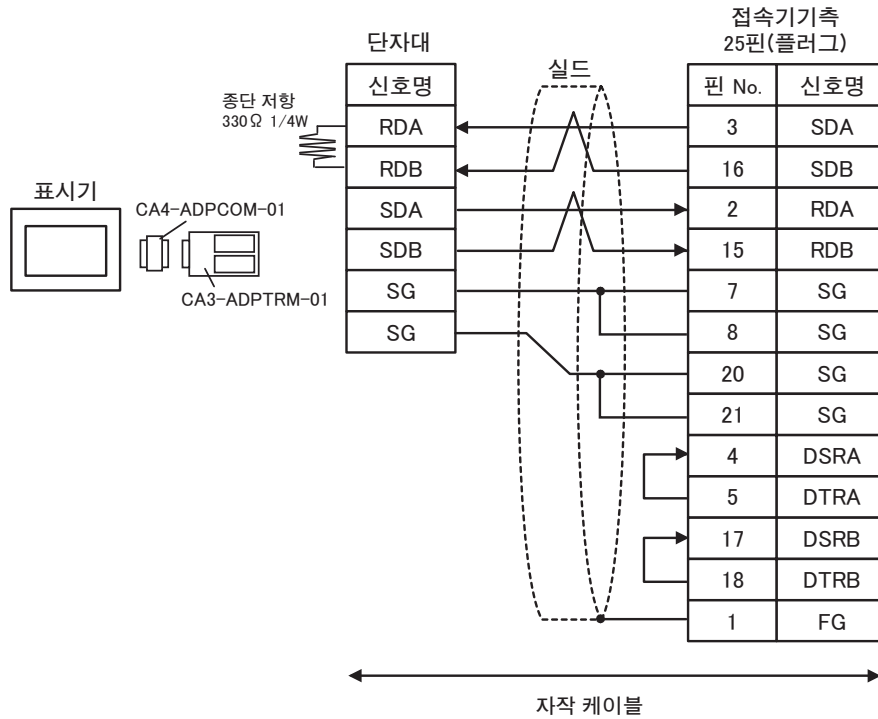 접속기기측
25핀(플러그)
단자대
실드
신호명
핀 No.
신호명
종단 저항
330Ω 1/4W
RDA
3
SDA
RDB
16
SDB
표시기
CA4-ADPCOM-01
CA3-ADPTRM-01
SDA
2
RDA
SDB
15
RDB
SG
7
SG
8
SG
SG
20
SG
21
SG
4
DSRA
5
DTRA
17
DSRB
18
DTRB
1
FG
자작 케이블